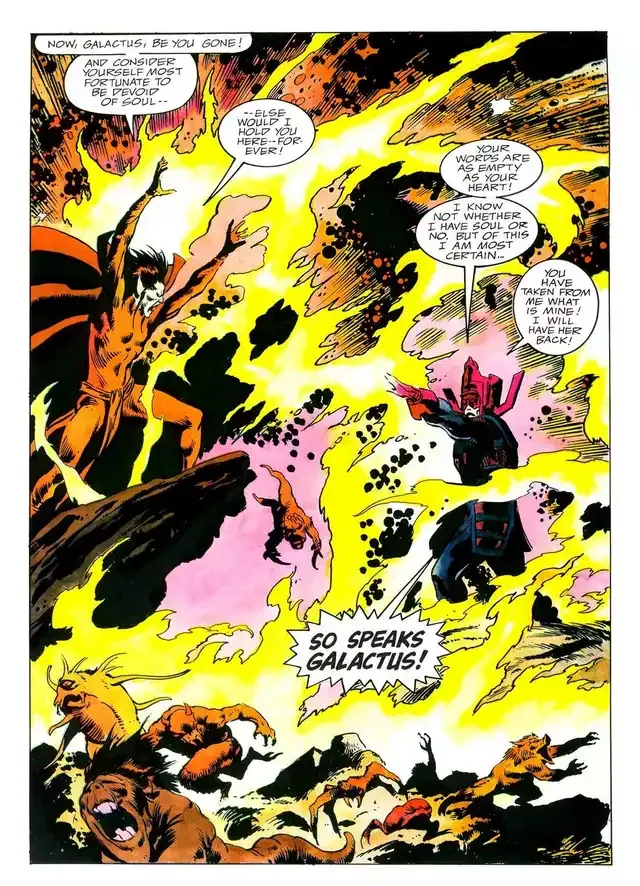 NOW, GALACTUS, BE YOU GONE!
AND CONSIDER
YOURSELF MOST
FORTUNATE TO
BE DEVOID
OF SOUL--
--ELSE
WOULD I
HOLD YOU
HERE--FOR-
EVER!
YOUR
WORDS ARE
AS EMPTY
AS YOUR
HEART!
I KNOW
NOT WHETHER
I HAVE SOUL OR
NO. BUT OF THIS
I AM MOST
CERTAIN...
YOU
HAVE
TAKEN FROM
ME WHAT
IS MINE!
I WILL
HAVE HER
BACK!
SO SPEAKS
GALACTUS!